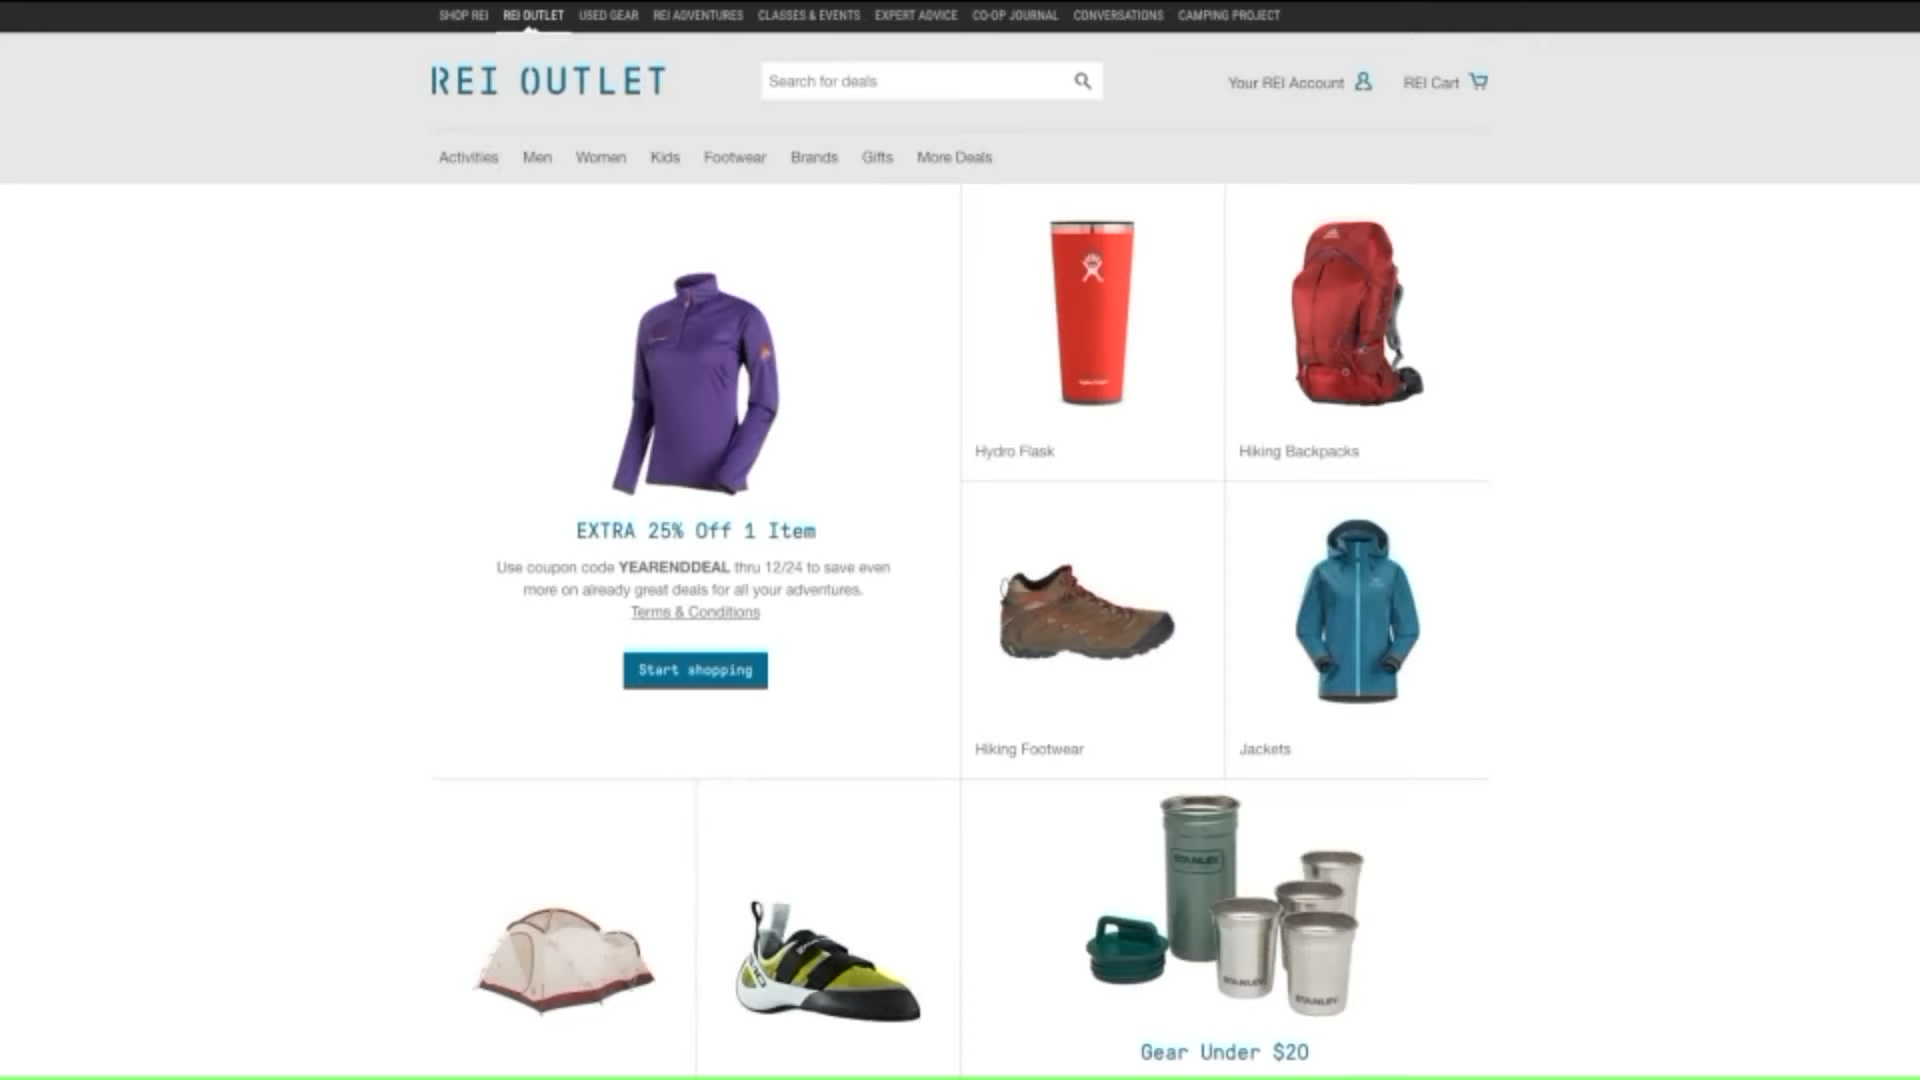 SHOP REI REI OUTLET USED GEAR REI ADVENTURES CLASSES & EVENTS EXPERT ADVICE CO-OP JOURNAL CONVERSATIONS CAMPING PROJECT
REI OUTLET
Search for deals
Your REI Account
REI Cart
Activities Men Women Kids Footwear Brands Gifts More Deals
EXTRA 25% Off 1 Item
Use coupon code YEARENDDEAL thru 12/24 to save even
more on already great deals for all your adventures.
Terms & Conditions
Start shopping
Hydro Flask
Hiking Backpacks
Hiking Footwear
Jackets
STANLEY
STANLEY
STANLEY
Gear Under $20